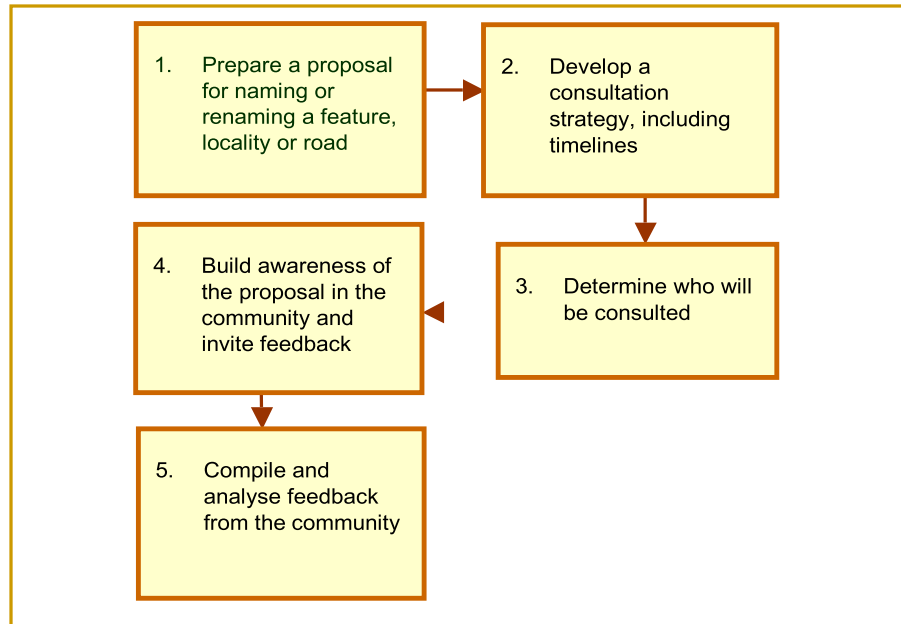 1. Prepare a proposal
for naming or
renaming a feature,
locality or road
2. Develop a
consultation
strategy, including
timelines
3. Determine who will
be consulted
4. Build awareness of
the proposal in the
community and
invite feedback
5. Compile and
analyse feedback
from the community